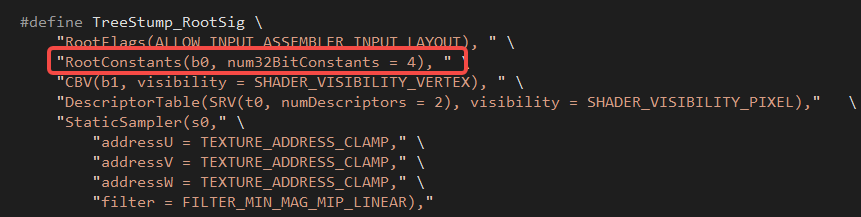 #define TreeStump_RootSig \
"RootFlags(ALLOW_INPUT_ASSEMBLER_INPUT_LAYOUT), " \
"RootConstants(b0, num32BitConstants = 4), " \
"CBV(b1, visibility = SHADER_VISIBILITY_VERTEX), " \
"DescriptorTable(SRV(t0, numDescriptors = 2), visibility = SHADER_VISIBILITY_PIXEL),"   \
"StaticSampler(s0," \
"addressU = TEXTURE_ADDRESS_CLAMP," \
"addressV = TEXTURE_ADDRESS_CLAMP," \
"addressW = TEXTURE_ADDRESS_CLAMP," \
"filter = FILTER_MIN_MAG_MIP_LINEAR),"